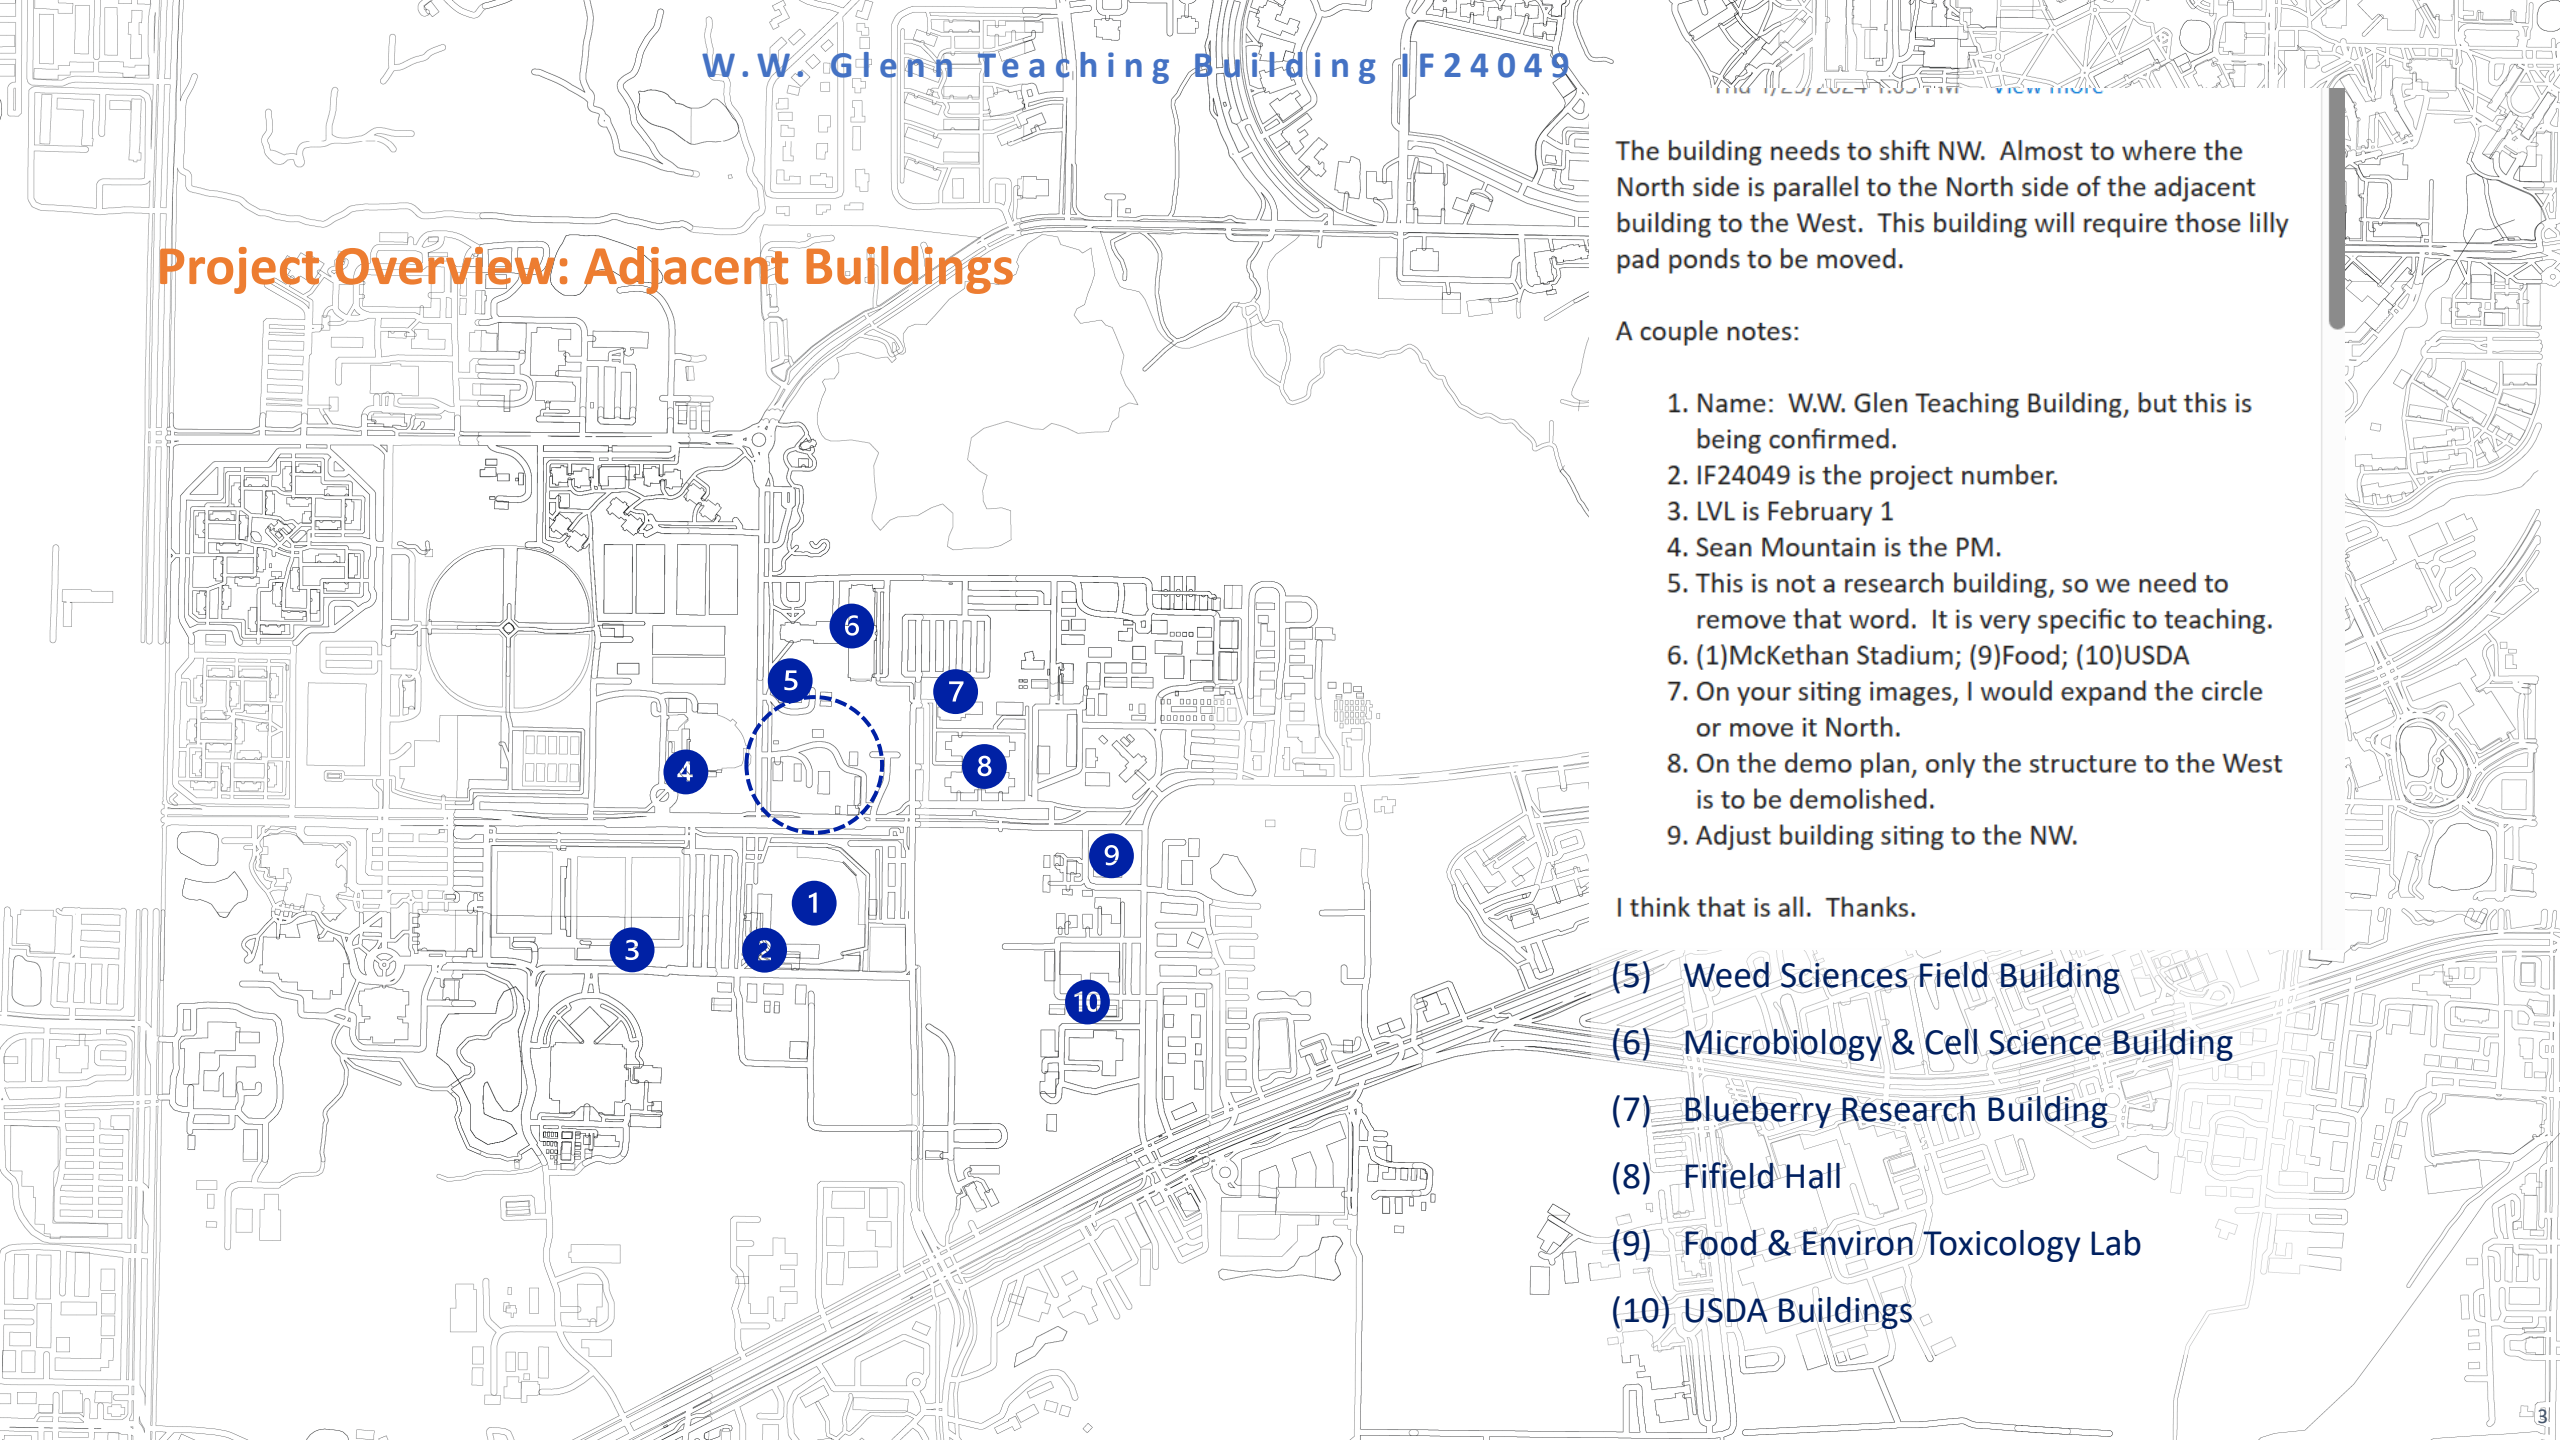 W.W. Glenn Teaching Building IF24049
View more
Project Overview: Adjacent Buildings
The building needs to shift NW. Almost to where the
North side is parallel to the North side of the adjacent
building to the West. This building will require those lilly
pad ponds to be moved.
A couple notes:
1. Name: W.W. Glen Teaching Building, but this is
being confirmed.
2. IF24049 is the project number.
3. LVL is February 1
4. Sean Mountain is the PM.
5. This is not a research building, so we need to
remove that word. It is very specific to teaching.
6. (1)McKethan Stadium; (9)Food; (10)USDA
7. On your siting images, I would expand the circle
or move it North.
8. On the demo plan, only the structure to the West
is to be demolished.
9. Adjust building siting to the NW.
I think that is all. Thanks.
(5) Weed Sciences Field Building
(6) Microbiology & Cell Science Building
(7) Blueberry Research Building
(8) Fifield Hall
(9) Food & Environ Toxicology Lab
(10) USDA Buildings
6
5
7
4
8
9
1
3
2
10
3